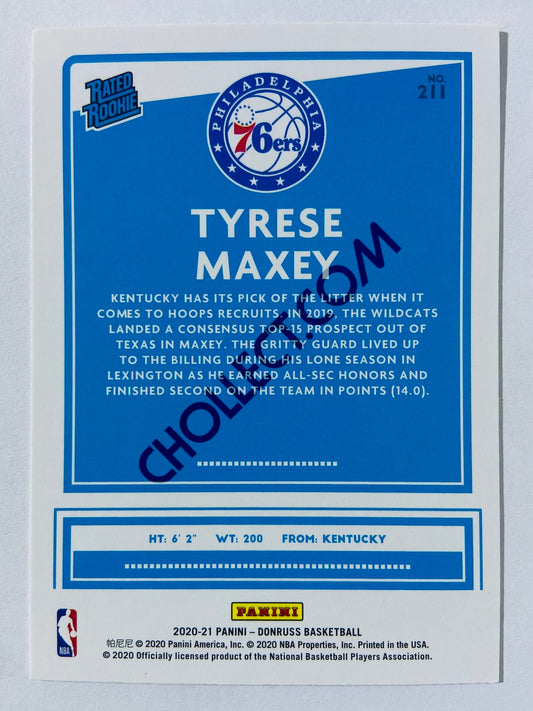 RATED
ROOKIE
PHILADELPHIA
76ers
NO.
211
TYRESE
MAXEY
KENTUCKY HAS ITS PICK OF THE LITTER WHEN IT
COMES TO HOOPS RECRUITS. IN 2019, THE WILDCATS
LANDED A CONSENSUS TOP-15 PROSPECT OUT OF
TEXAS IN MAXEY. THE GRITTY GUARD LIVED UP
TO THE BILLING DURING HIS LONE SEASON IN
LEXINGTON AS HE EARNED ALL-SEC HONORS AND
FINISHED SECOND ON THE TEAM IN POINTS (14.0).
CHOLLECT.COM
HT: 6' 2" WT: 200 FROM: KENTUCKY
PANINI
2020-21 PANINI – DONRUSS BASKETBALL
帕尼尼 © 2020 Panini America, Inc. © 2020 NBA Properties, Inc. Printed in the USA.
© 2020 Officially licensed product of the National Basketball Players Association.
NBA